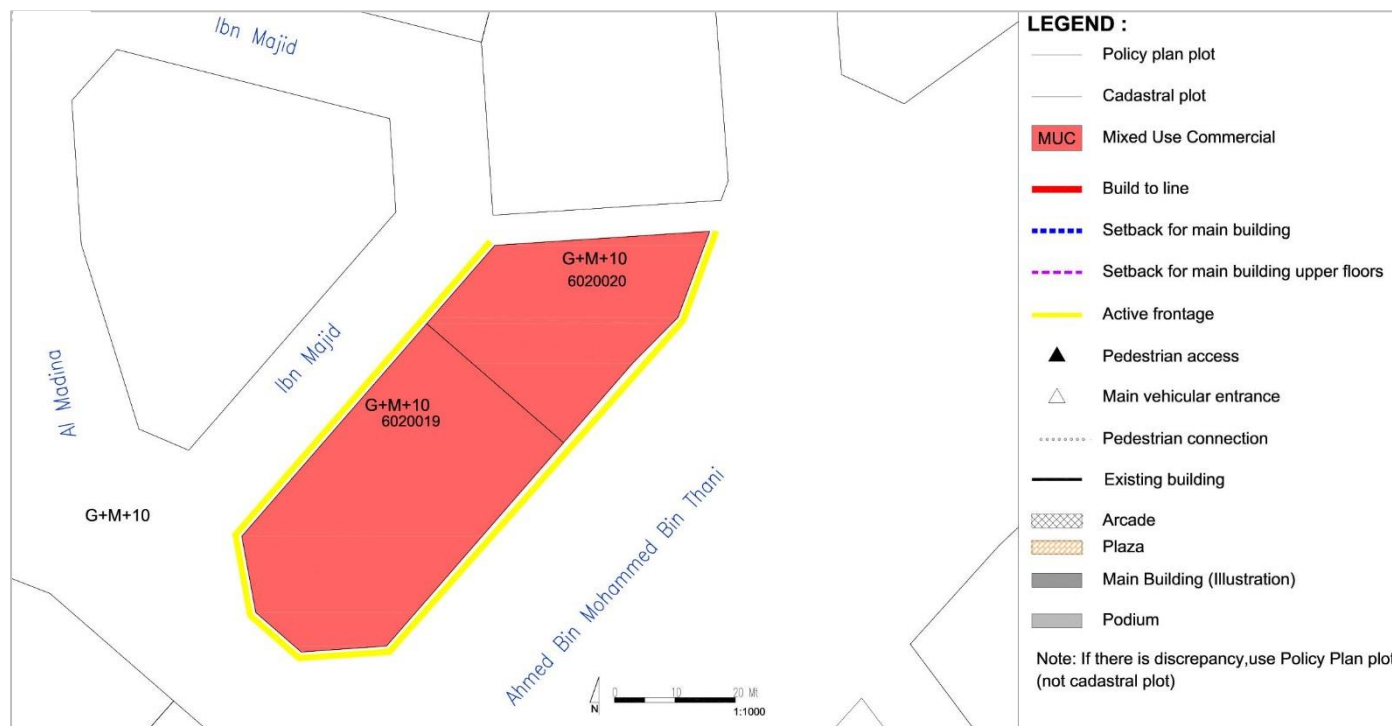 Ibn Majid
G+M+10
6020020
Ibn Majid
Al Madina
G+M+10
6020019
G+M+10
Ahmed Bin Mohammed Bin Thani
N
0 10 20 Mt
1:1000
LEGEND :
Policy plan plot
Cadastral plot
MUC Mixed Use Commercial
Build to line
Setback for main building
Setback for main building upper floors
Active frontage
Pedestrian access
Main vehicular entrance
Pedestrian connection
Existing building
Arcade
Plaza
Main Building (Illustration)
Podium
Note: If there is discrepancy,use Policy Plan plot
(not cadastral plot)